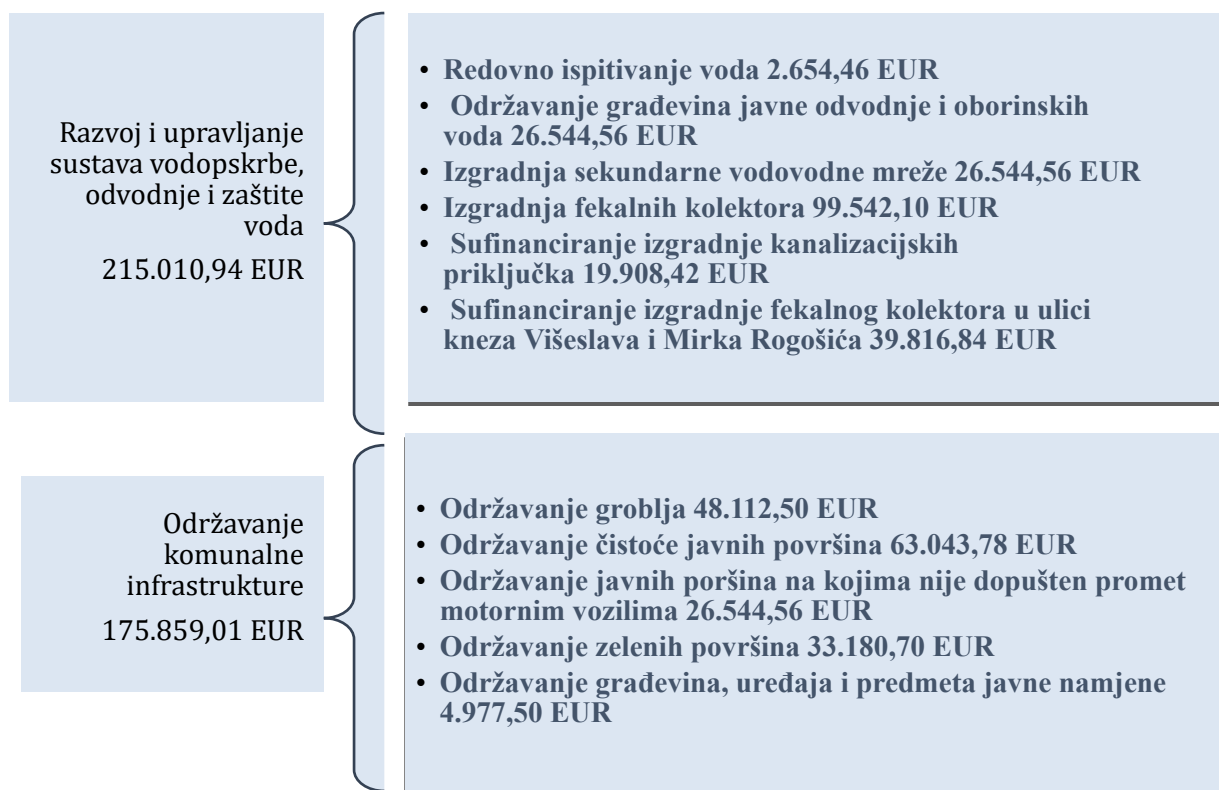 Razvoj i upravljanje
sustava vodopskrbe,
odvodnje i zaštite
voda
215.010,94 EUR
• Redovno ispitivanje voda 2.654,46 EUR
• Održavanje građevina javne odvodnje i oborinskih
voda 26.544,56 EUR
• Izgradnja sekundarne vodovodne mreže 26.544,56 EUR
• Izgradnja fekalnih kolektora 99.542,10 EUR
• Sufinanciranje izgradnje kanalizacijskih
priključka 19.908,42 EUR
• Sufinanciranje izgradnje fekalnog kolektora u ulici
kneza Višeslava i Mirka Rogošića 39.816,84 EUR
Održavanje
komunalne
infrastrukture
175.859,01 EUR
• Održavanje groblja 48.112,50 EUR
• Održavanje čistoće javnih površina 63.043,78 EUR
• Održavanje javnih poršina na kojima nije dopušten promet
motornim vozilima 26.544,56 EUR
• Održavanje zelenih površina 33.180,70 EUR
• Održavanje građevina, uređaja i predmeta javne namjene
4.977,50 EUR